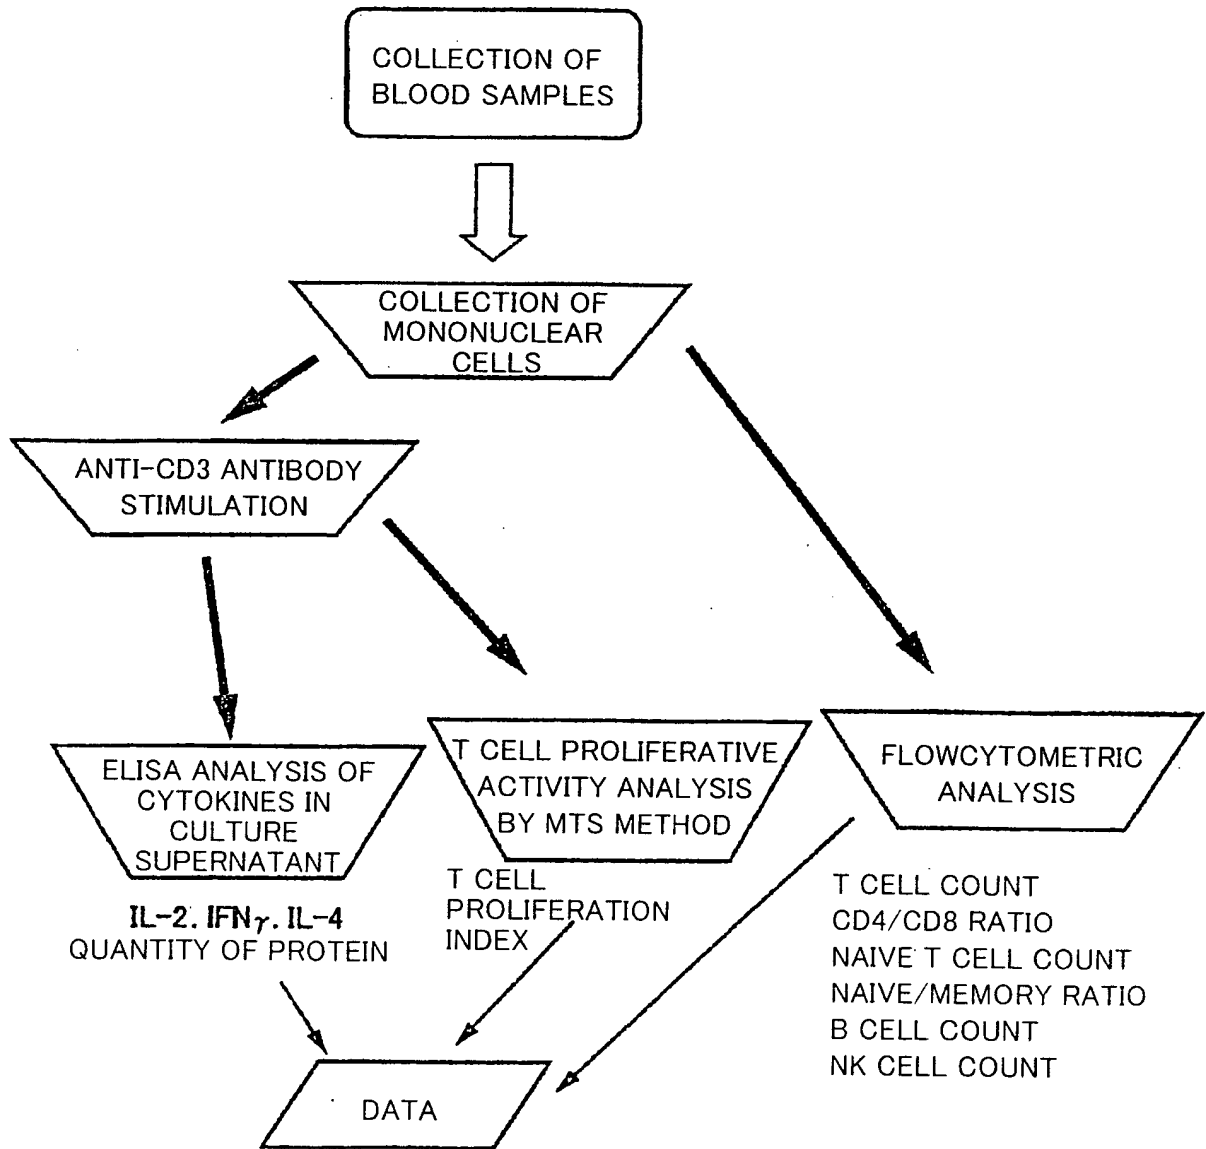 COLLECTION OF
BLOOD SAMPLES
COLLECTION OF
MONONUCLEAR
CELLS
ANTI-CD3 ANTIBODY
STIMULATION
ELISA ANALYSIS OF
CYTOKINES IN
CULTURE
SUPERNATANT
IL-2. IFNγ. IL-4
QUANTITY OF PROTEIN
T CELL PROLIFERATIVE
ACTIVITY ANALYSIS
BY MTS METHOD
T CELL
PROLIFERATION
INDEX
FLOWCYTOMETRIC
ANALYSIS
T CELL COUNT
CD4/CD8 RATIO
NAIVE T CELL COUNT
NAIVE/MEMORY RATIO
B CELL COUNT
NK CELL COUNT
DATA